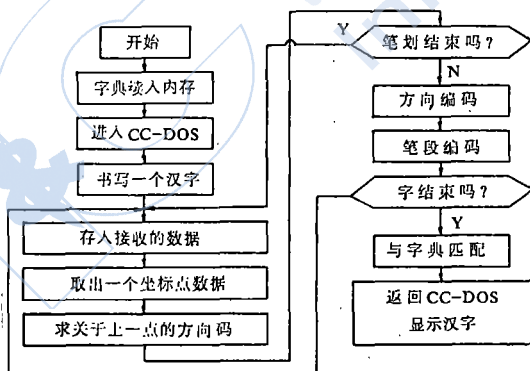 开始
字典读入内存
进入CC-DOS
书写一个汉字
存入接收的数据
取出一个坐标点数据
求关于上一点的方向码
Y
笔划结束吗?
N
方向编码
笔段编码
字结束吗?
Y
与字典匹配
返回CC-DOS
显示汉字